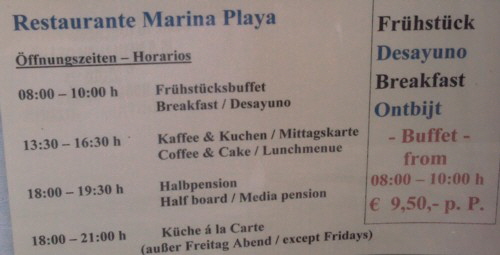 Restaurante Marina Playa
Öffnungszeiten – Horarios
08:00 – 10:00 h Frühstücksbuffet
Breakfast / Desayuno
13:30 – 16:30 h Kaffee & Kuchen / Mittagskarte
Coffee & Cake / Lunchmenue
18:00 – 19:30 h Halbpension
Half board / Media pension
18:00 – 21:00 h Küche á la Carte
(außer Freitag Abend / except Fridays)
Frühstück
Desayuno
Breakfast
Ontbijt
- Buffet -
from
08:00 – 10:00 h
€ 9,50,- p. P.